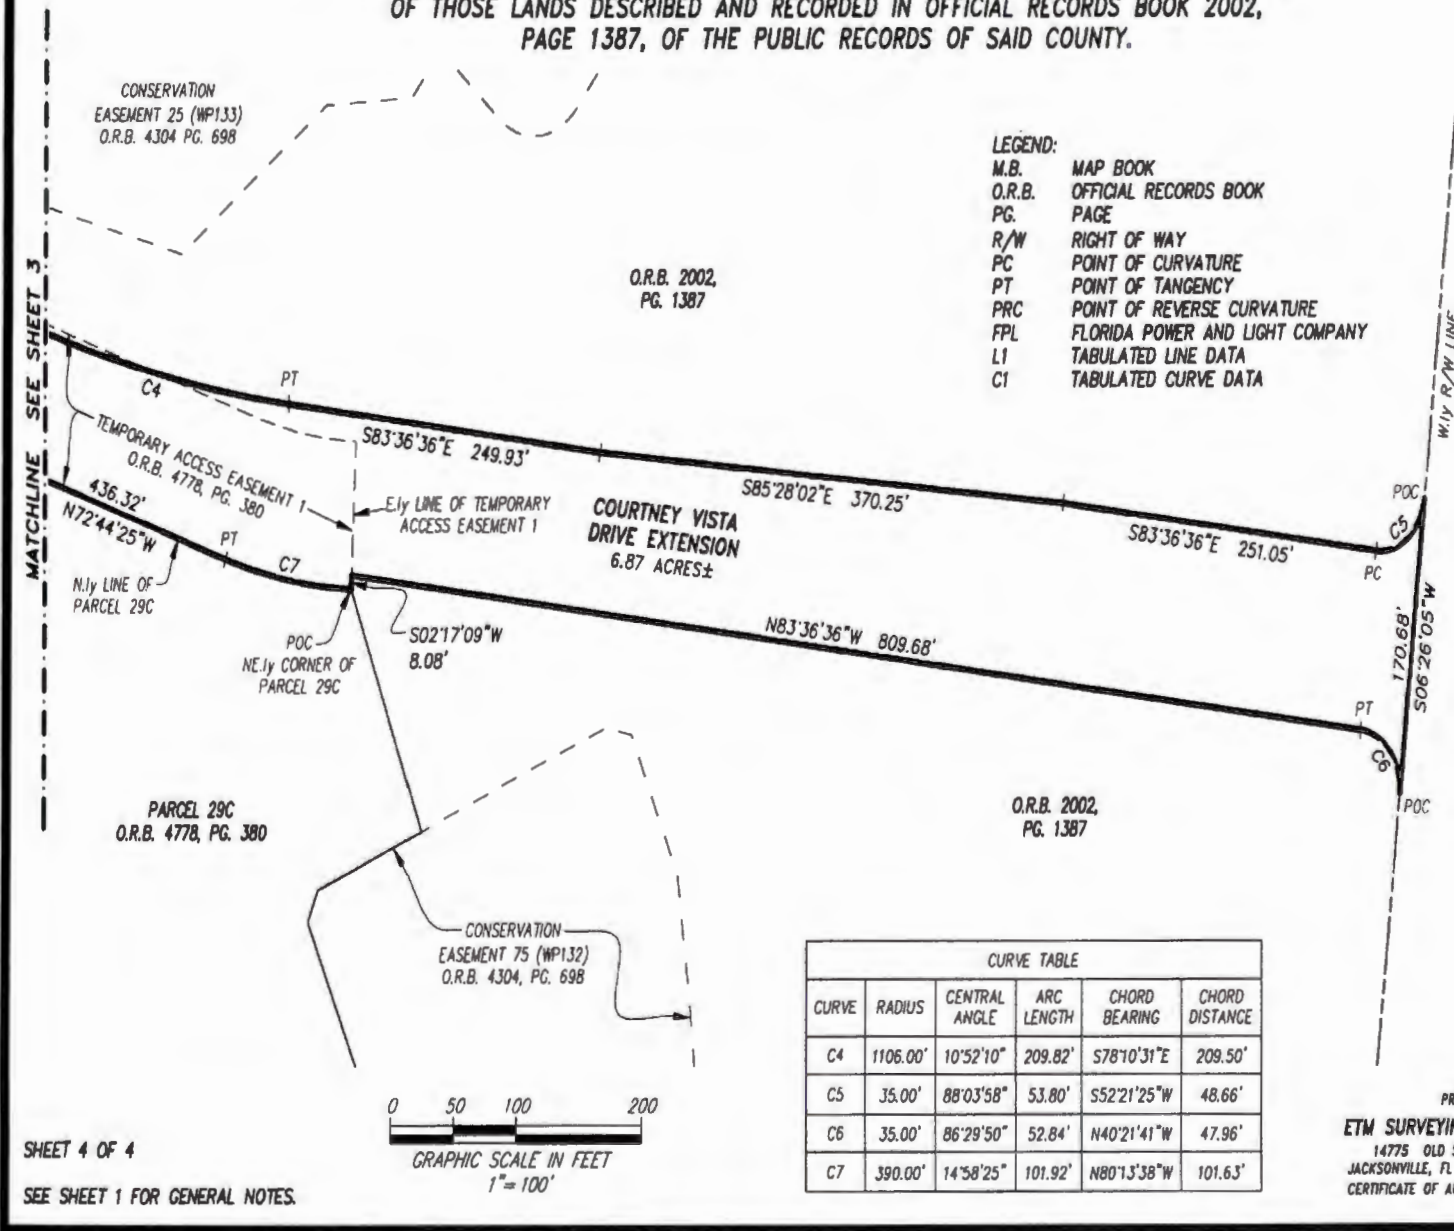 OF THOSE LANDS DESCRIBED AND RECORDED IN OFFICIAL RECORDS BOOK 2002,
PAGE 1387, OF THE PUBLIC RECORDS OF SAID COUNTY.
CONSERVATION
EASEMENT 25 (WP133)
O.R.B. 4304 PG. 698
LEGEND:
M.B. MAP BOOK
O.R.B. OFFICIAL RECORDS BOOK
PG. PAGE
R/W RIGHT OF WAY
PC POINT OF CURVATURE
PT POINT OF TANGENCY
PRC POINT OF REVERSE CURVATURE
FPL FLORIDA POWER AND LIGHT COMPANY
L1 TABULATED LINE DATA
C1 TABULATED CURVE DATA
O.R.B. 2002,
PG. 1387
MATCHLINE SEE SHEET 3
W.ly R/W LINE
C4
PT
S83°36'36"E 249.93'
S85°28'02"E 370.25'
S83°36'36"E 251.05'
POC
C5
PC
TEMPORARY ACCESS EASEMENT 1
O.R.B. 4778, PG. 380
E.ly LINE OF TEMPORARY
ACCESS EASEMENT 1
COURTNEY VISTA
DRIVE EXTENSION
6.87 ACRES±
436.32'
N72°44'25"W
PT
C7
N.ly LINE OF
PARCEL 29C
POC
NE.ly CORNER OF
PARCEL 29C
S02°17'09"W
8.08'
N83°36'36"W 809.68'
170.68'
S06°26'05"W
PT
C6
POC
PARCEL 29C
O.R.B. 4778, PG. 380
O.R.B. 2002,
PG. 1387
CONSERVATION
EASEMENT 75 (WP132)
O.R.B. 4304, PG. 698
CURVE TABLE
CURVE RADIUS CENTRAL ANGLE ARC LENGTH CHORD BEARING CHORD DISTANCE
C4 1106.00' 10°52'10" 209.82' S78°10'31"E 209.50'
C5 35.00' 88°03'58" 53.80' S52°21'25"W 48.66'
C6 35.00' 86°29'50" 52.84' N40°21'41"W 47.96'
C7 390.00' 14°58'25" 101.92' N80°13'38"W 101.63'
0 50 100 200
GRAPHIC SCALE IN FEET
1"= 100'
SHEET 4 OF 4
SEE SHEET 1 FOR GENERAL NOTES.
PR
ETM SURVEYIN
14775 OLD S
JACKSONVILLE, FL
CERTIFICATE OF A